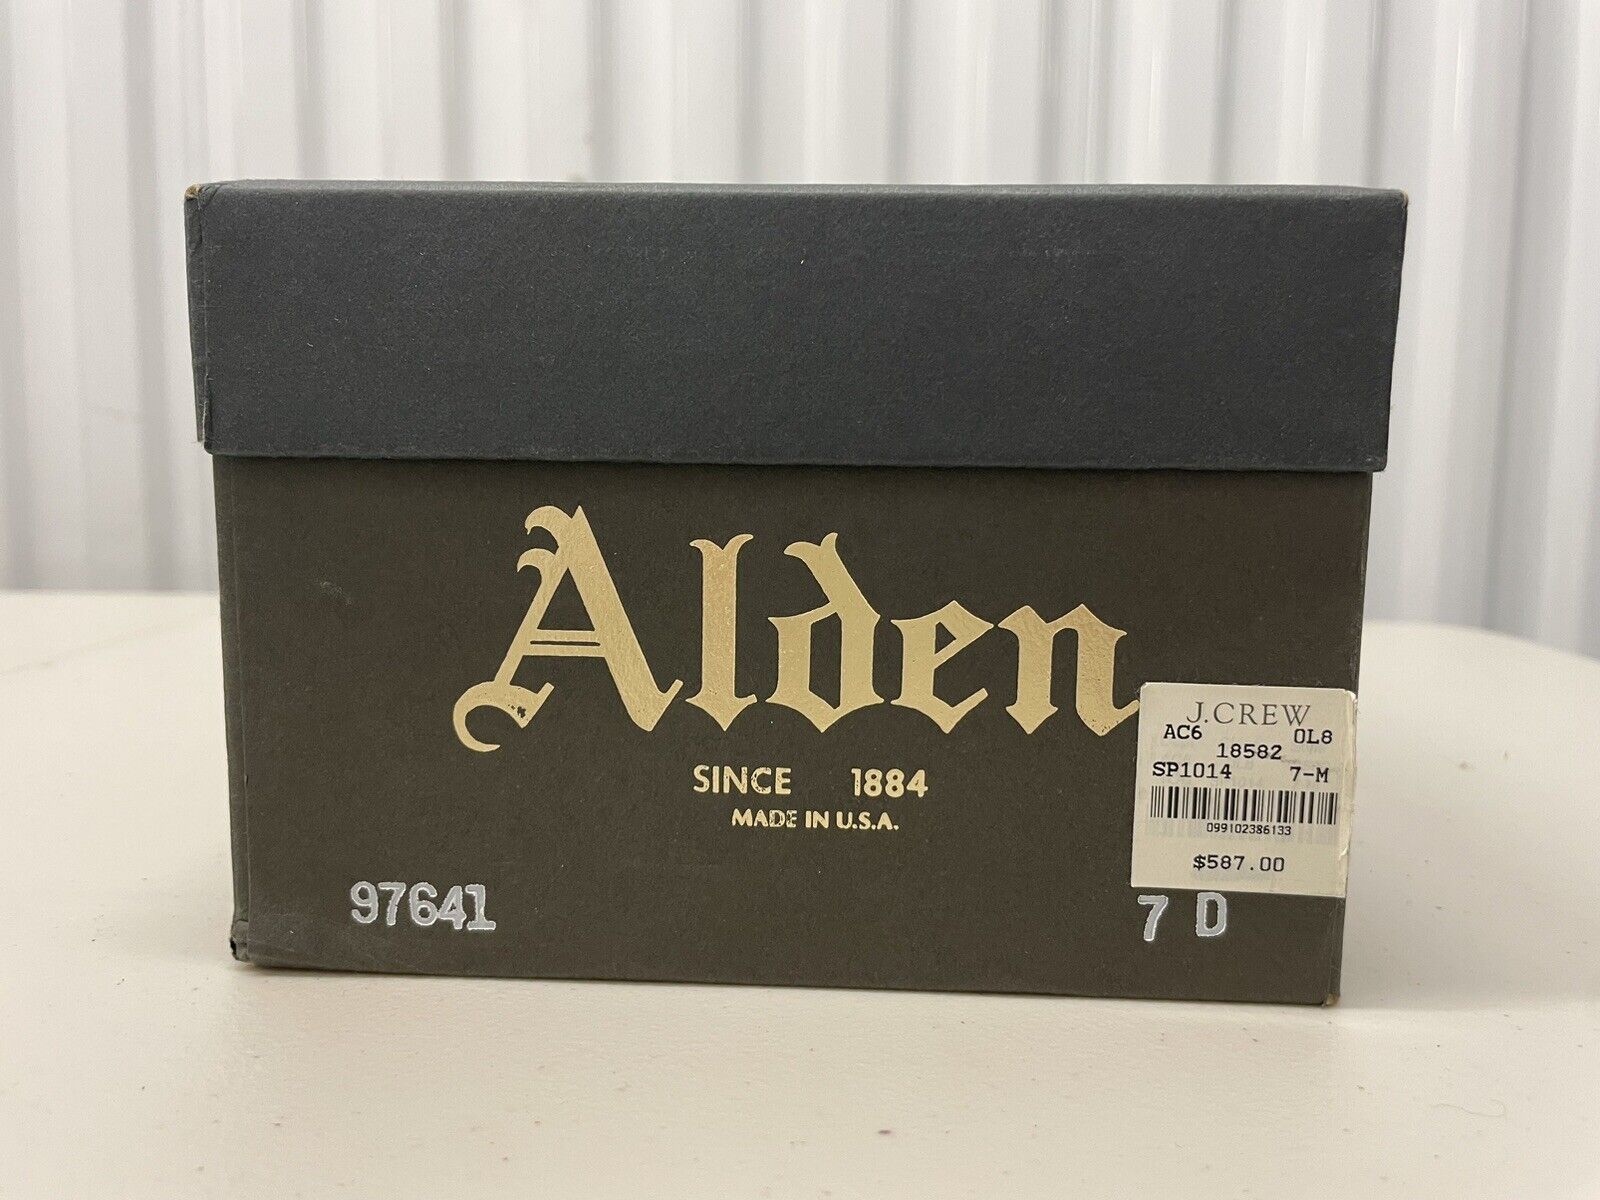 Alden
SINCE 1884
MADE IN U.S.A.
J.CREW
AC6 OL8
18582
SP1014 7-M
099102386133
$587.00
97641 7 D